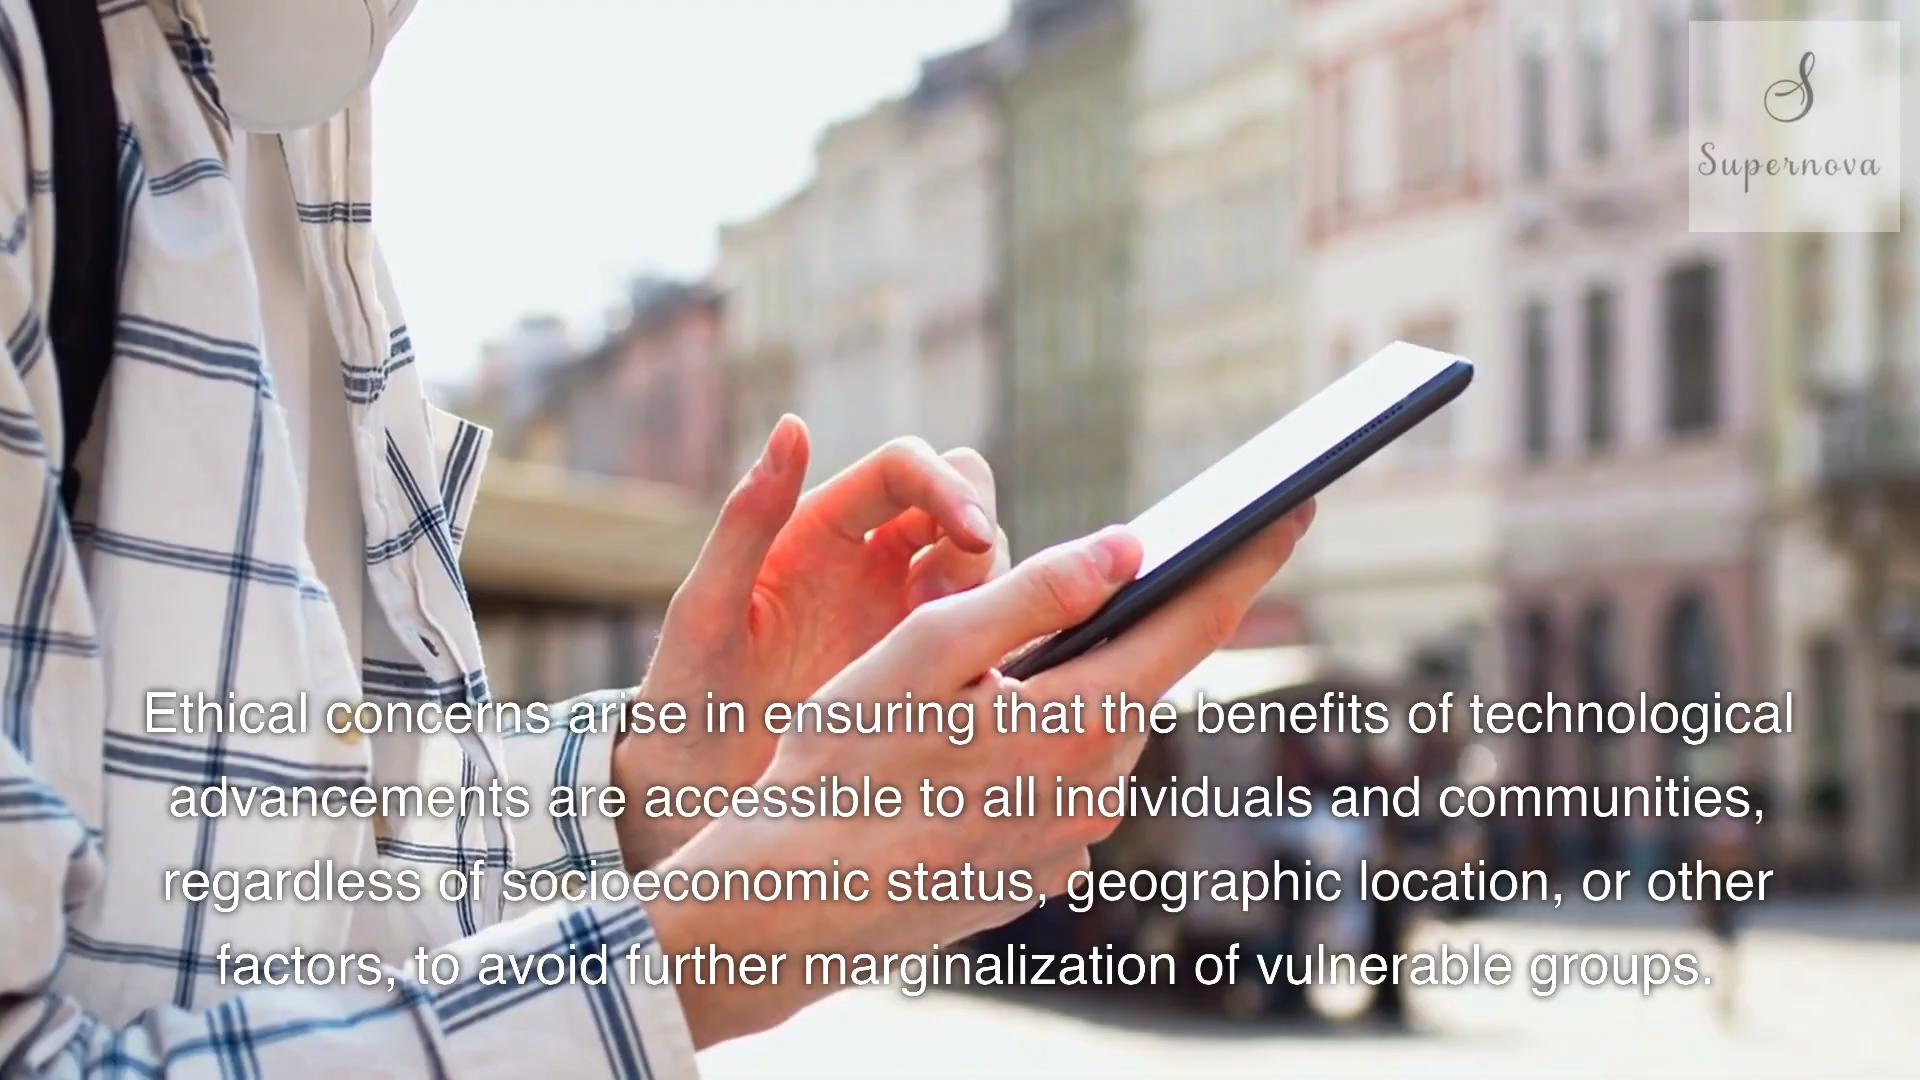 S
Supernova
Ethical concerns arise in ensuring that the benefits of technological
advancements are accessible to all individuals and communities,
regardless of socioeconomic status, geographic location, or other
factors, to avoid further marginalization of vulnerable groups.